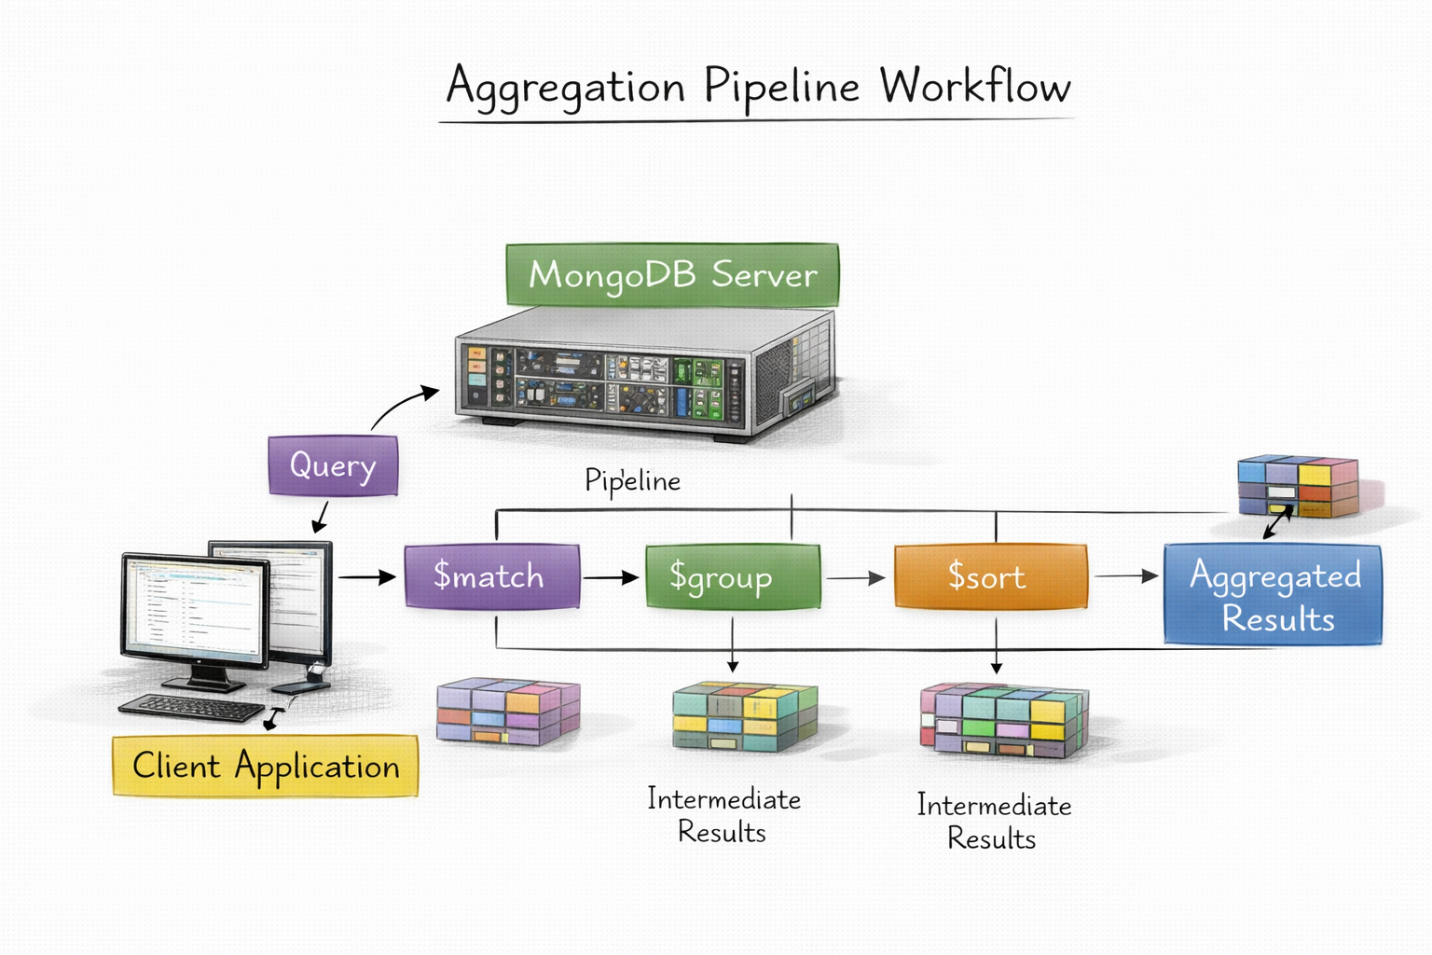 Aggregation Pipeline Workflow
MongoDB Server
Query
Pipeline
$match
$group
$sort
Aggregated
Results
Client Application
Intermediate
Results
Intermediate
Results